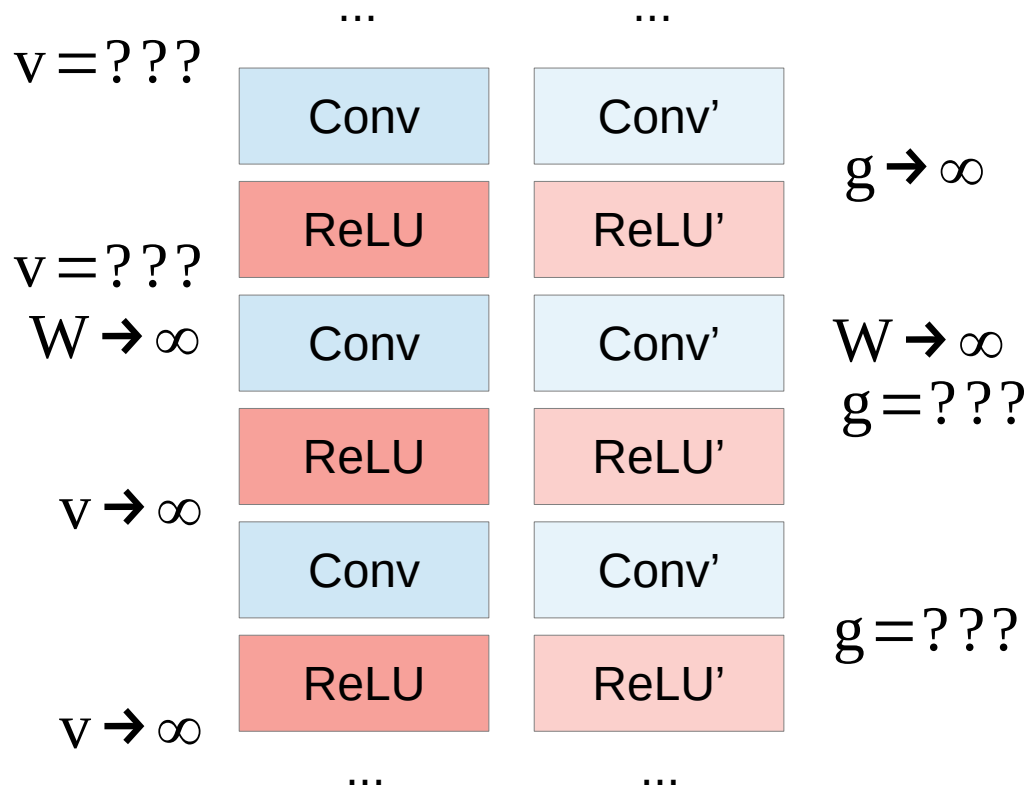 ... ...
v=???
Conv Conv’
g→∞
ReLU ReLU’
v=???
W→∞ Conv Conv’ W→∞
g=???
ReLU ReLU’
v→∞
Conv Conv’
g=???
ReLU ReLU’
v→∞
... ...